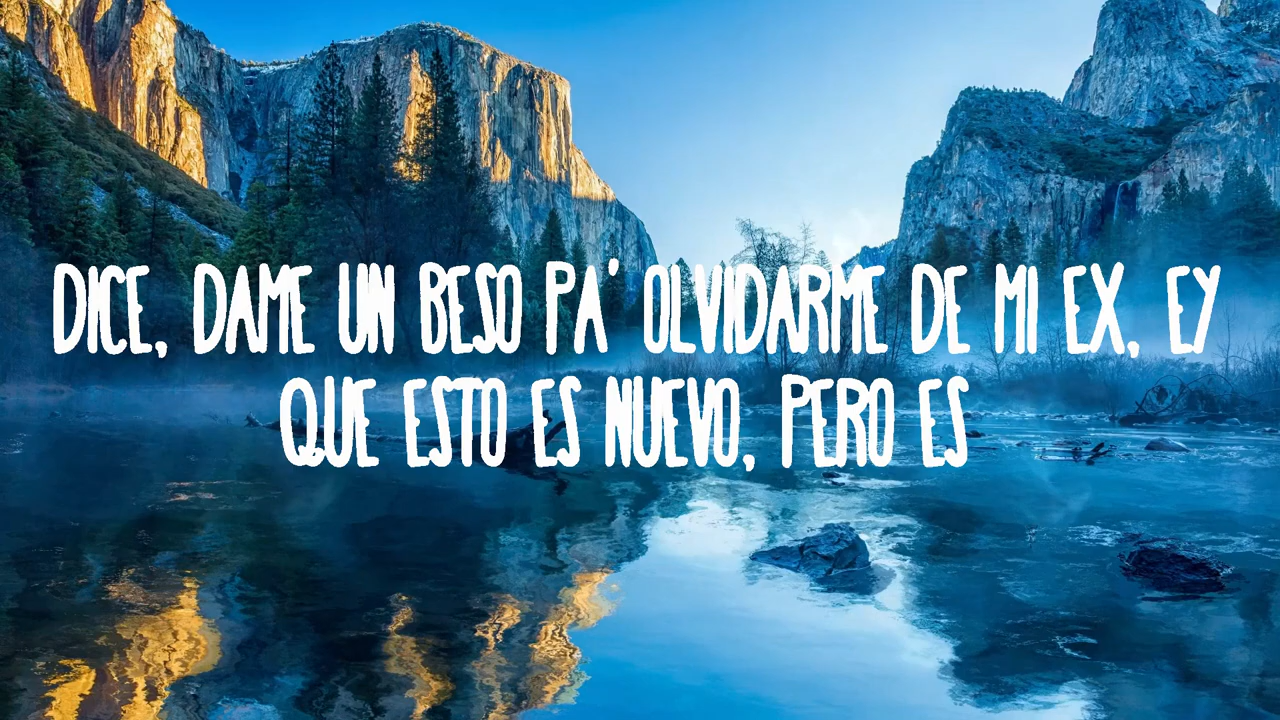 DICE, DAME UN BESO PA' OLVIDARME DE MI EX, EY
QUE ESTO ES NUEVO, PERO ES